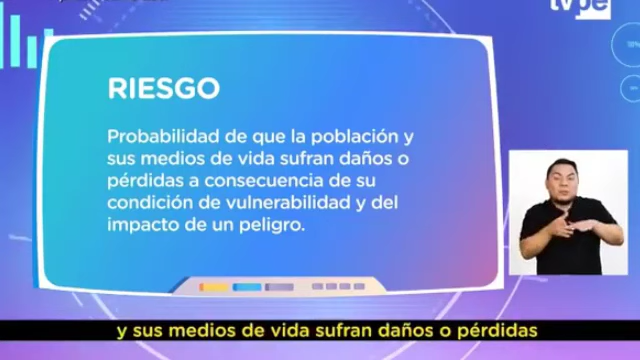 tvpe
RIESGO
Probabilidad de que la población y
sus medios de vida sufran daños o
pérdidas a consecuencia de su
condición de vulnerabilidad y del
impacto de un peligro.
y sus medios de vida sufran daños o pérdidas